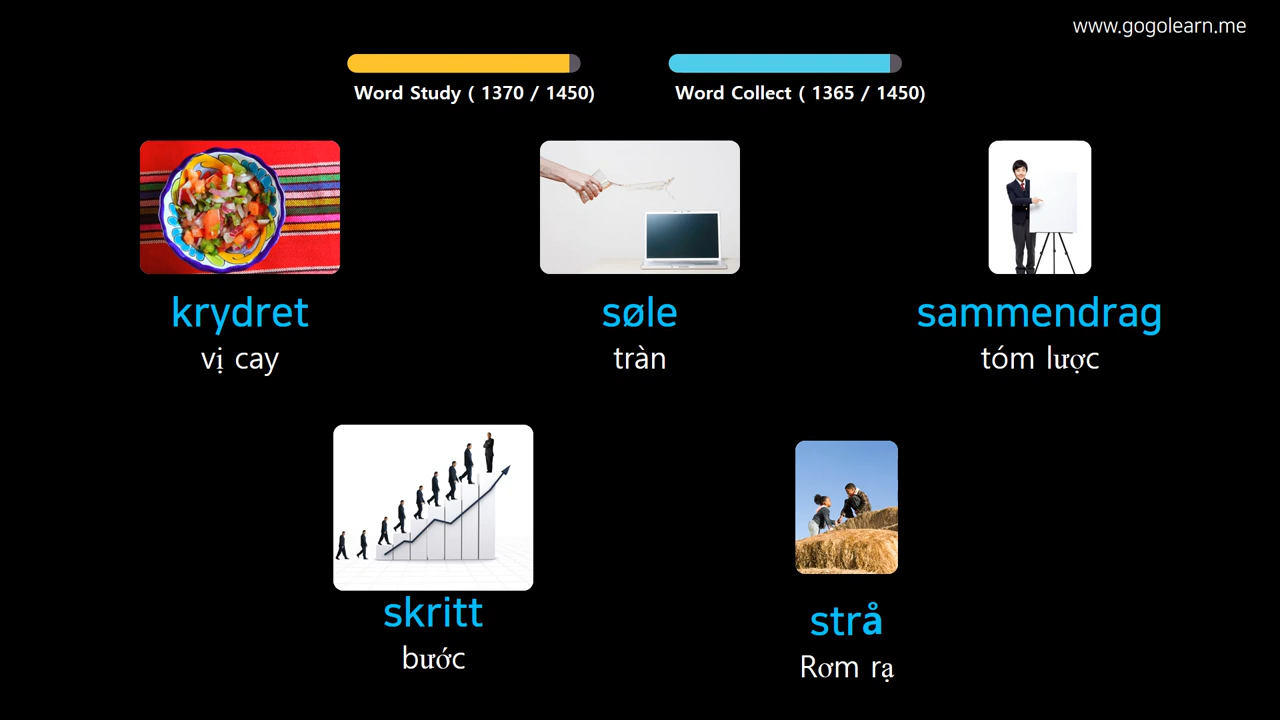 www.gogolearn.me
Word Study ( 1370 / 1450)
Word Collect ( 1365 / 1450)
krydret
vị cay
søle
tràn
sammendrag
tóm lược
skritt
bước
strå
Rơm rạ